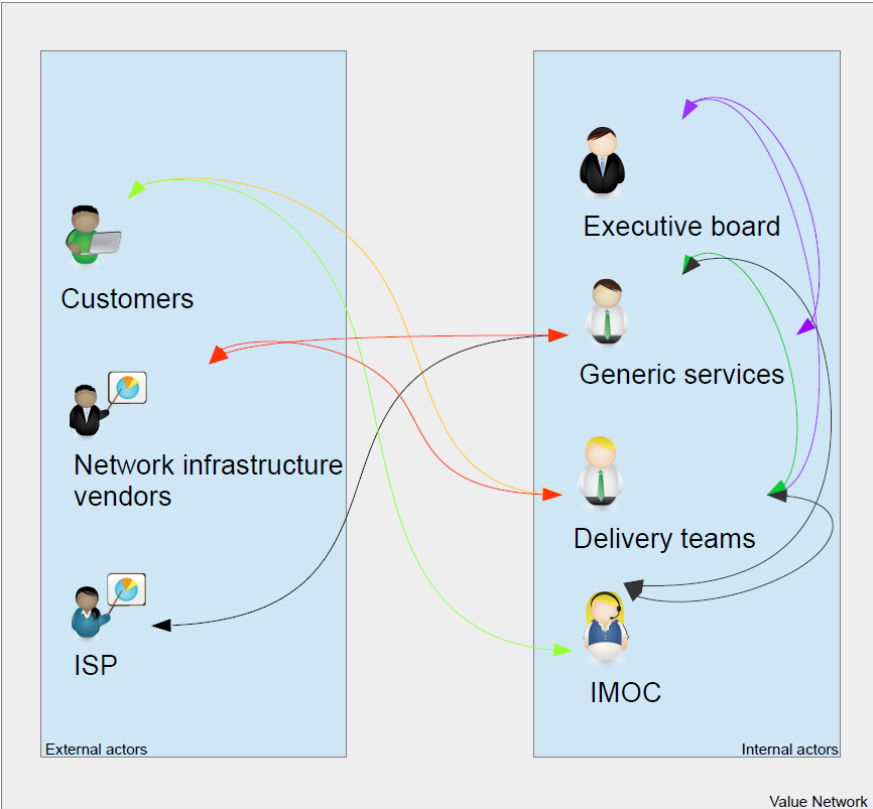 Customers
Network infrastructure
vendors
ISP
External actors
Executive board
Generic services
Delivery teams
IMOC
Internal actors
Value Network